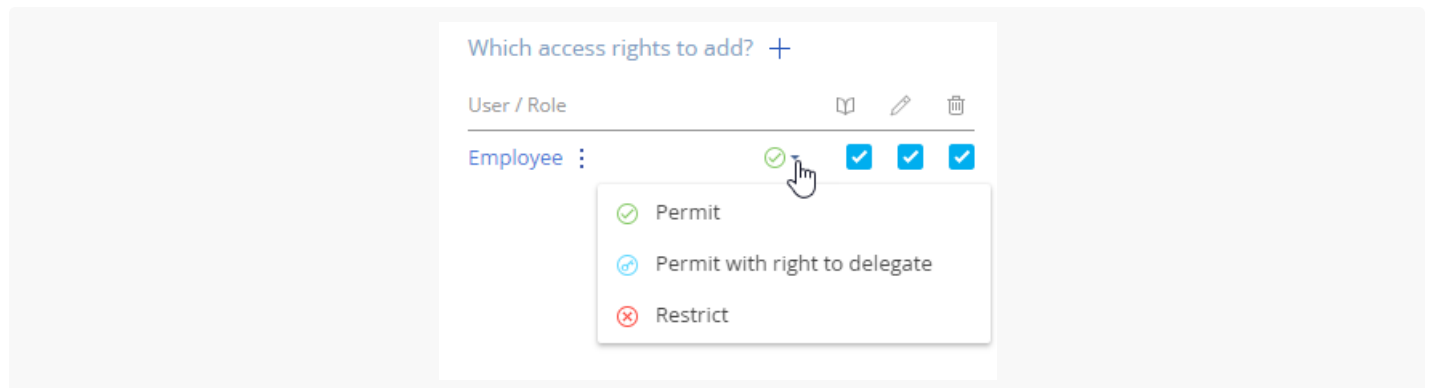 Which access rights to add?
User / Role
Employee
Permit
Permit with right to delegate
Restrict